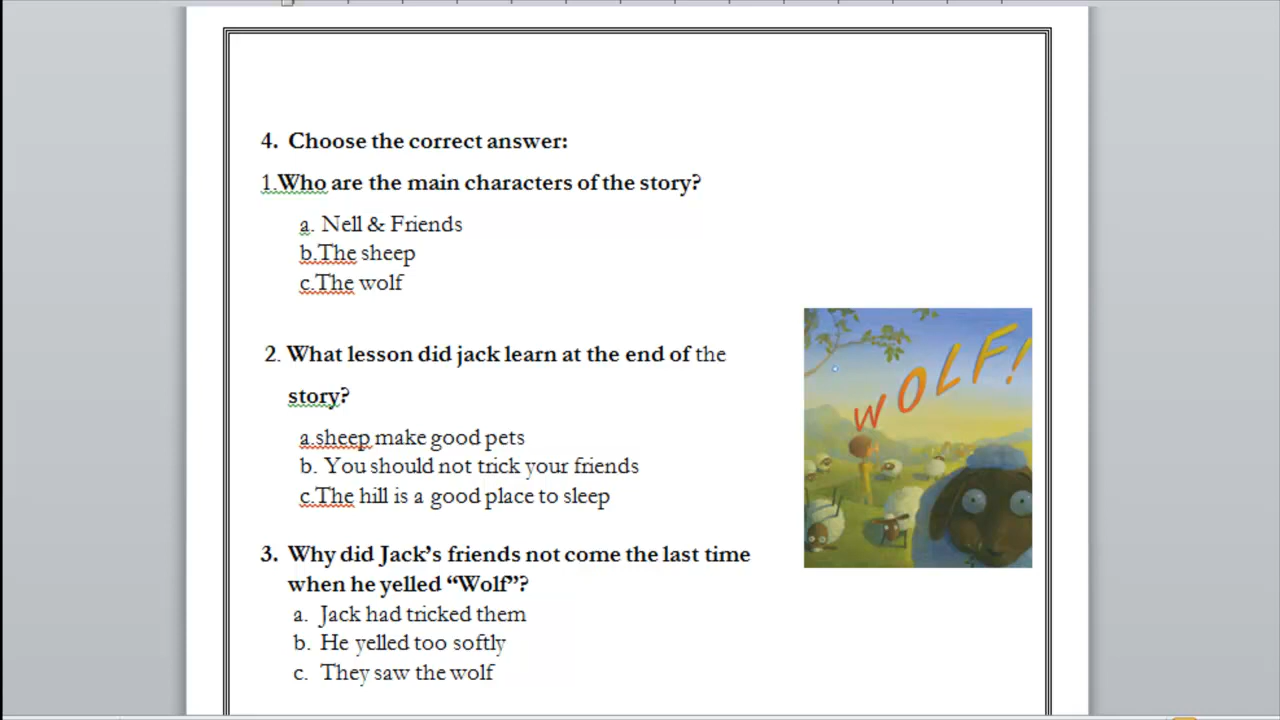 4. Choose the correct answer:
1.Who are the main characters of the story?
a. Nell & Friends
b.The sheep
c.The wolf
2. What lesson did jack learn at the end of the
story?
a.sheep make good pets
b. You should not trick your friends
c.The hill is a good place to sleep
WOLF!
3. Why did Jack’s friends not come the last time
when he yelled “Wolf”?
a. Jack had tricked them
b. He yelled too softly
c. They saw the wolf